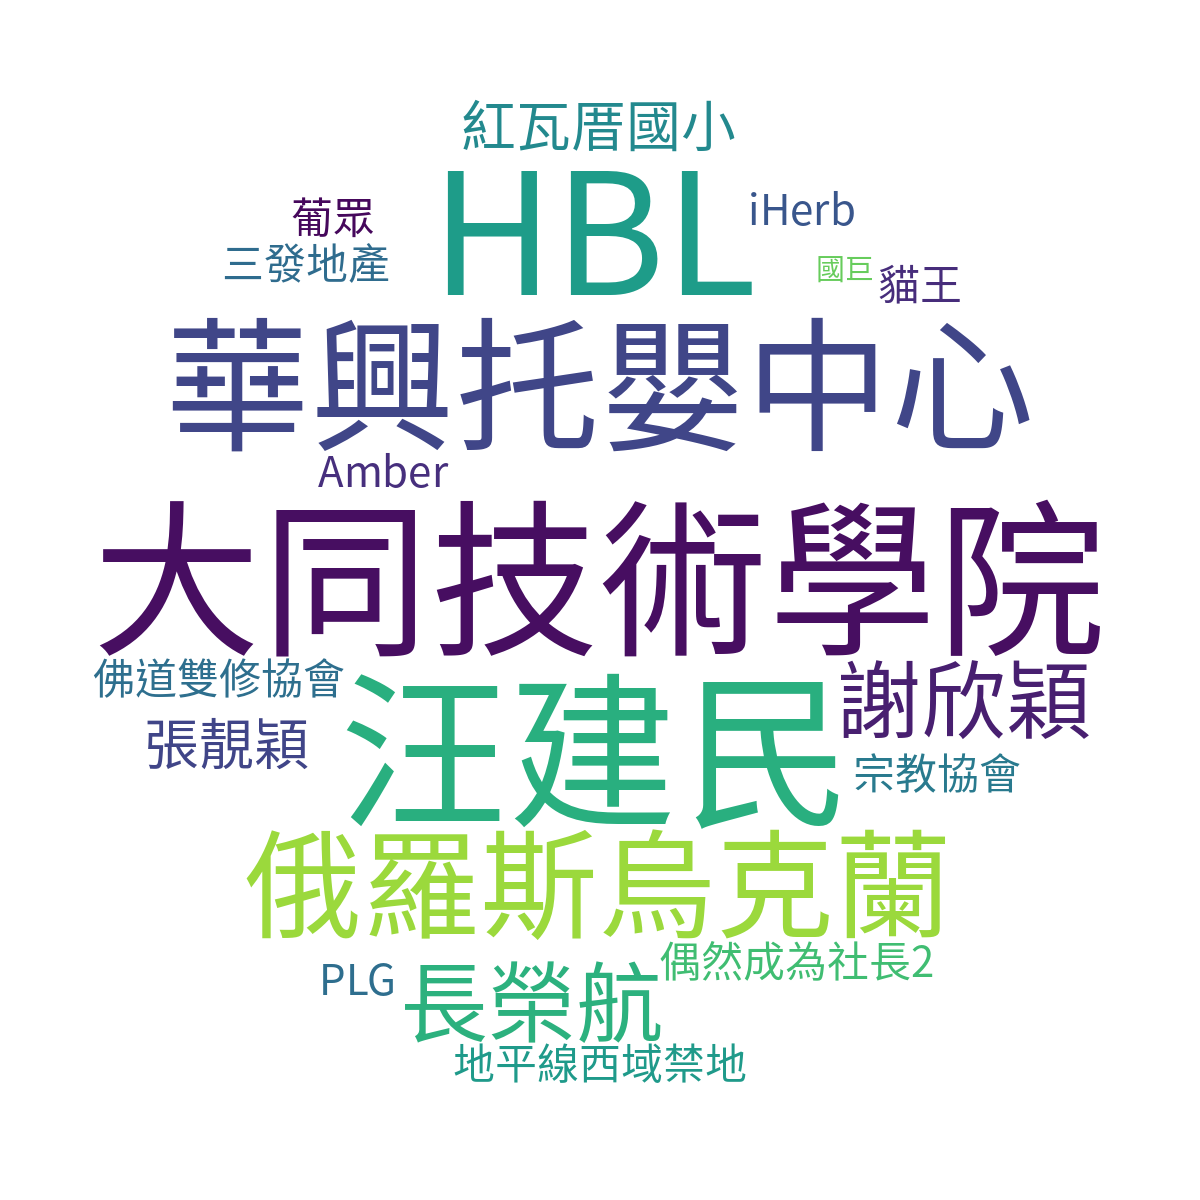 紅瓦厝國小
HBL
iHerb
葡眾
三發地產
國巨
貓王
華興托嬰中心
Amber
大同技術學院
佛道雙修協會
謝欣穎
張靚穎
汪建民
宗教協會
俄羅斯烏克蘭
偶然成為社長2
PLG
長榮航
地平線西域禁地